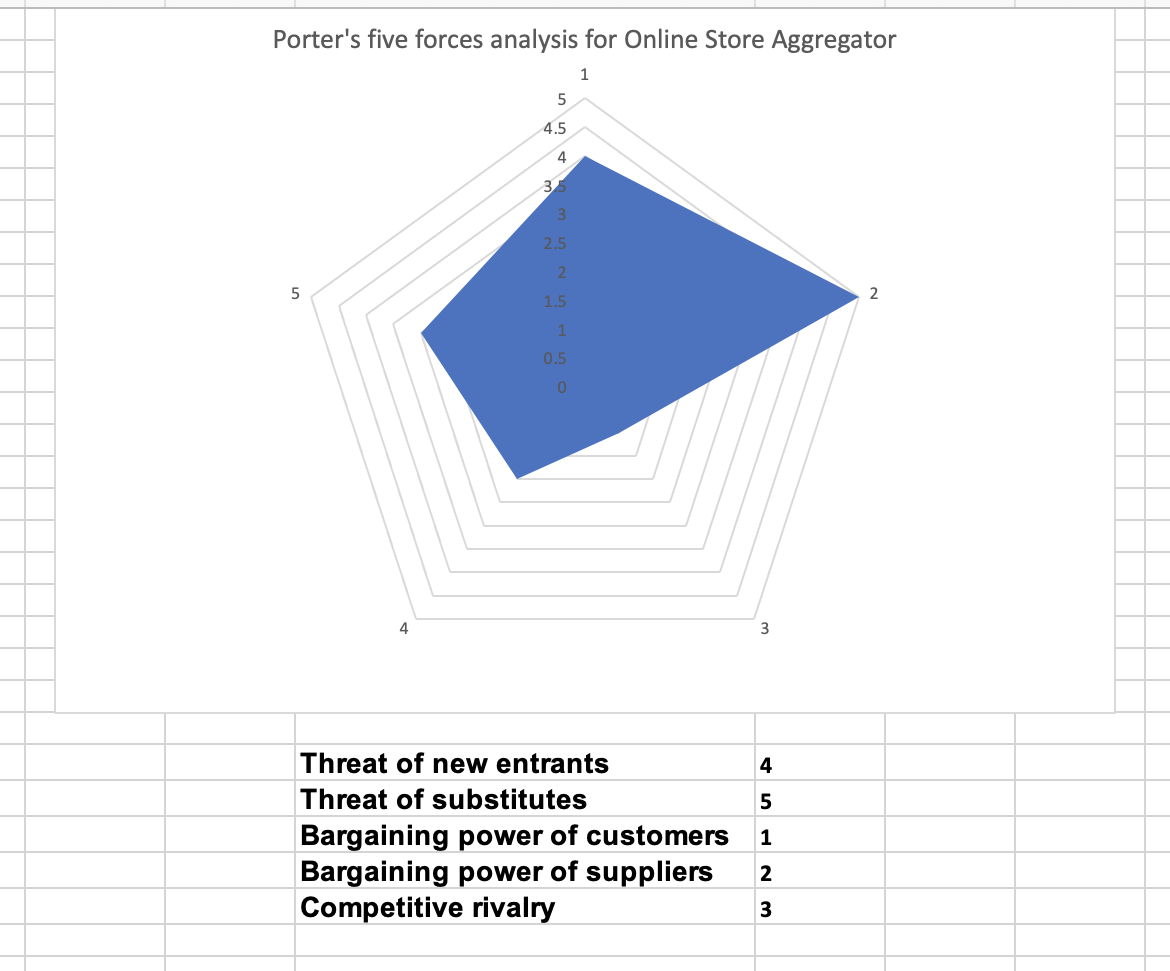 Porter's five forces analysis for Online Store Aggregator
1
5
4.5
4
3.5
3
2.5
2
1.5
1
0.5
0
5
2
4
3
Threat of new entrants 4
Threat of substitutes 5
Bargaining power of customers 1
Bargaining power of suppliers 2
Competitive rivalry 3